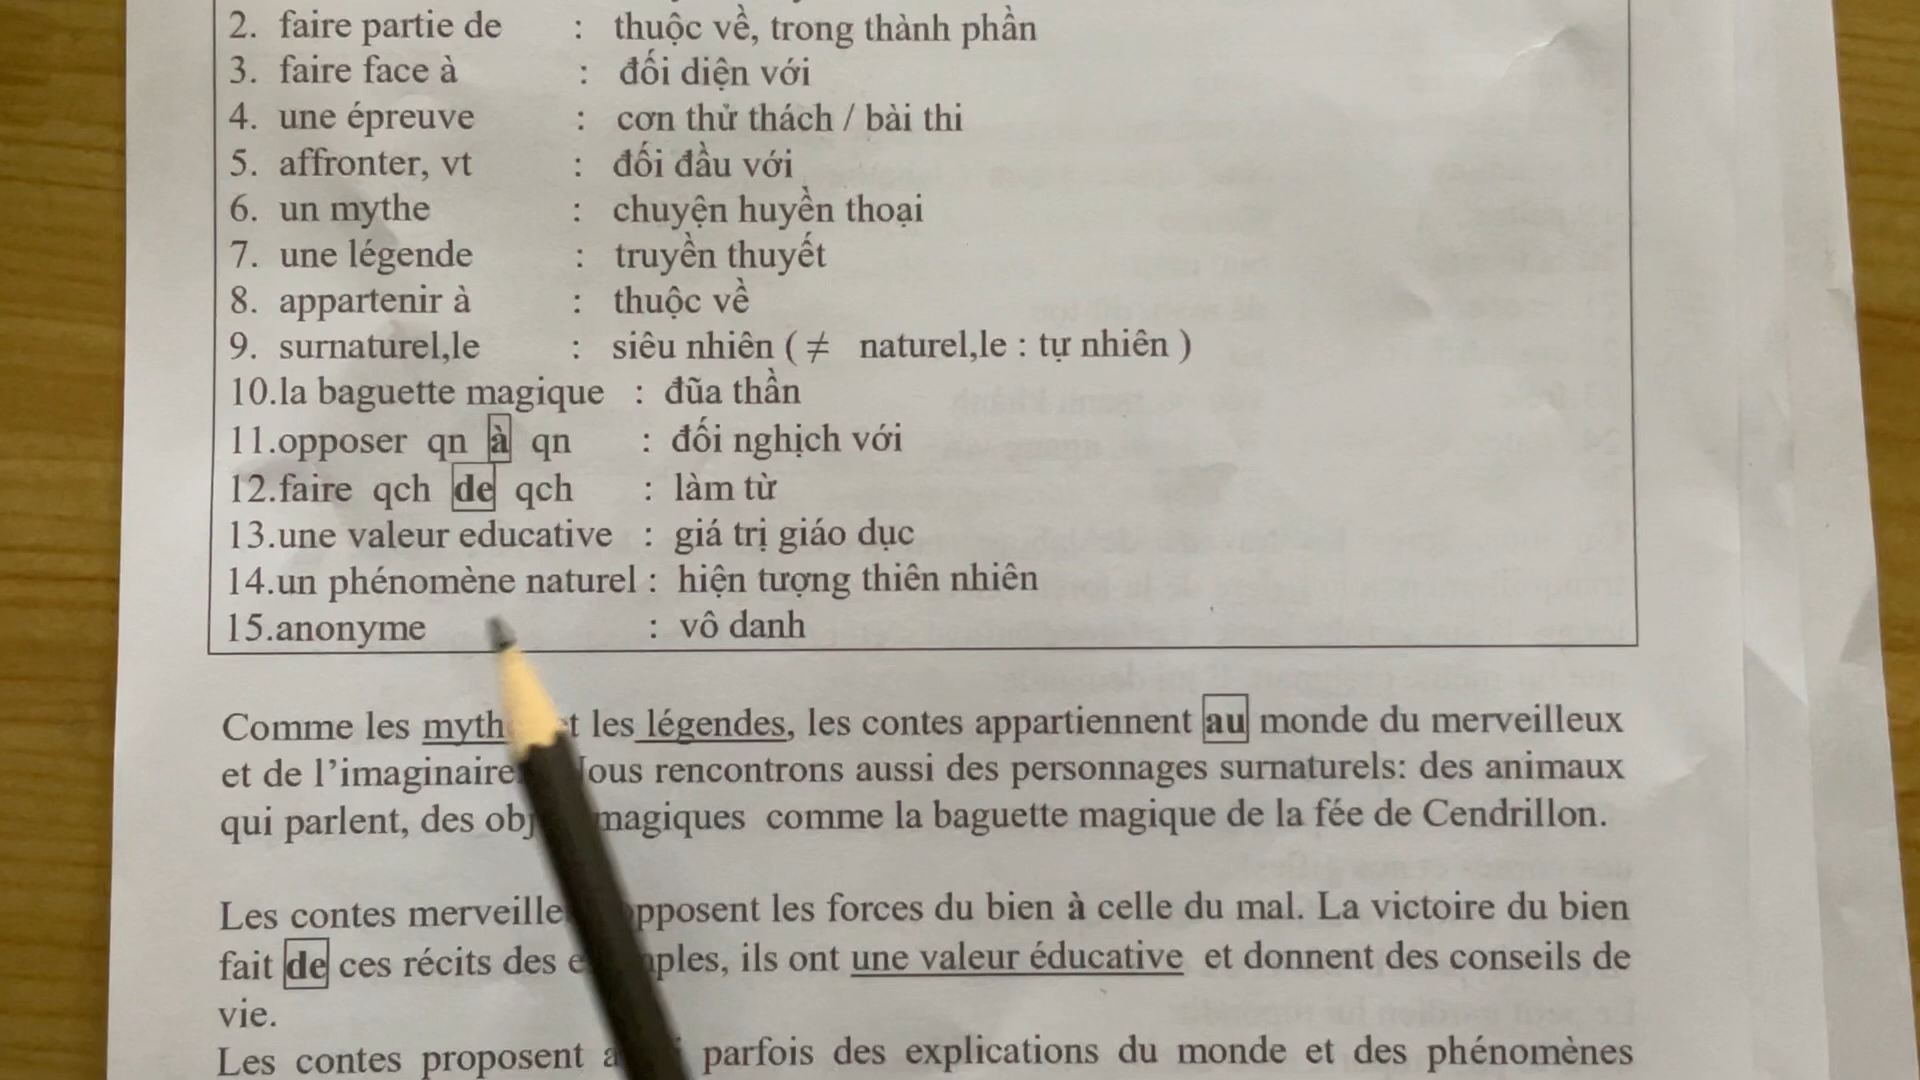 2. faire partie de : thuộc về, trong thành phần
3. faire face à : đối diện với
4. une épreuve : cơn thử thách / bài thi
5. affronter, vt : đối đầu với
6. un mythe : chuyện huyền thoại
7. une légende : truyền thuyết
8. appartenir à : thuộc về
9. surnaturel,le : siêu nhiên ( ≠ naturel,le : tự nhiên )
10.la baguette magique : đũa thần
11.opposer qn à qn : đối nghịch với
12.faire qch de qch : làm từ
13.une valeur educative : giá trị giáo dục
14.un phénomène naturel : hiện tượng thiên nhiên
15.anonyme : vô danh
Comme les les légendes, les contes appartiennent au monde du merveilleux
et de l’imaginaire rencontrons aussi des personnages surnaturels: des animaux
qui parlent, des magiques comme la baguette magique de la fée de Cendrillon.
Les contes les forces du bien à celle du mal. La victoire du bien
fait de ces récits des ils ont une valeur éducative et donnent des conseils de
vie.
Les contes proposent parfois des explications du monde et des phénomènes